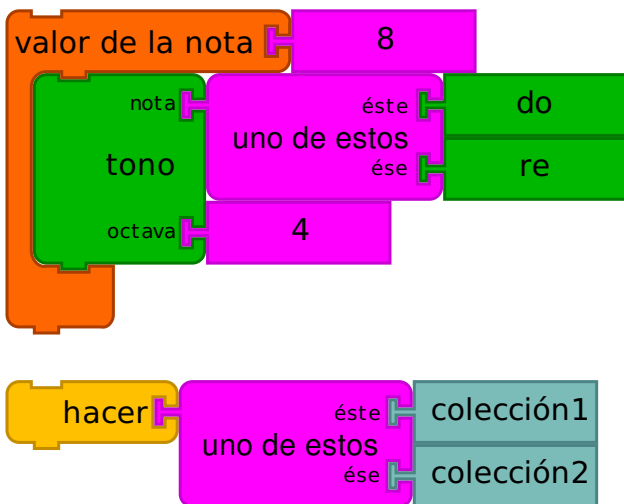 valor de la nota 8
nota éste do
uno de estos
tono ése re
octava 4
hacer éste colección1
uno de estos
ése colección2